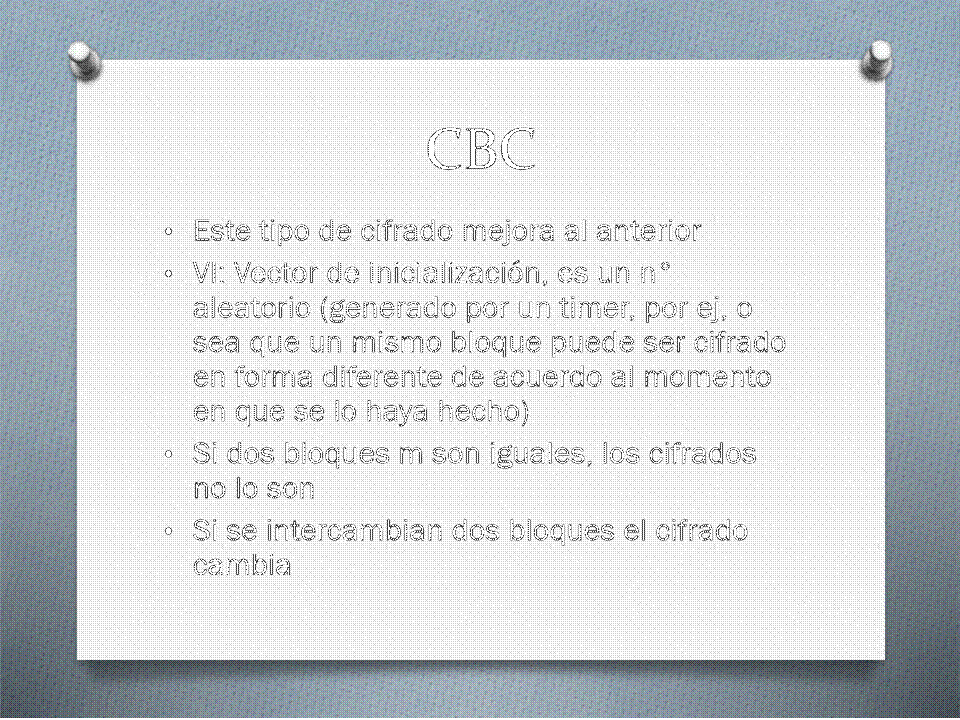 CBC
• Este tipo de cifrado mejora al anterior
• VI: Vector de inicialización, es un n°
aleatorio (generado por un timer, por ej, o
sea que un mismo bloque puede ser cifrado
en forma diferente de acuerdo al momento
en que se lo haya hecho)
• Si dos bloques m son iguales, los cifrados
no lo son
• Si se intercambian dos bloques el cifrado
cambia